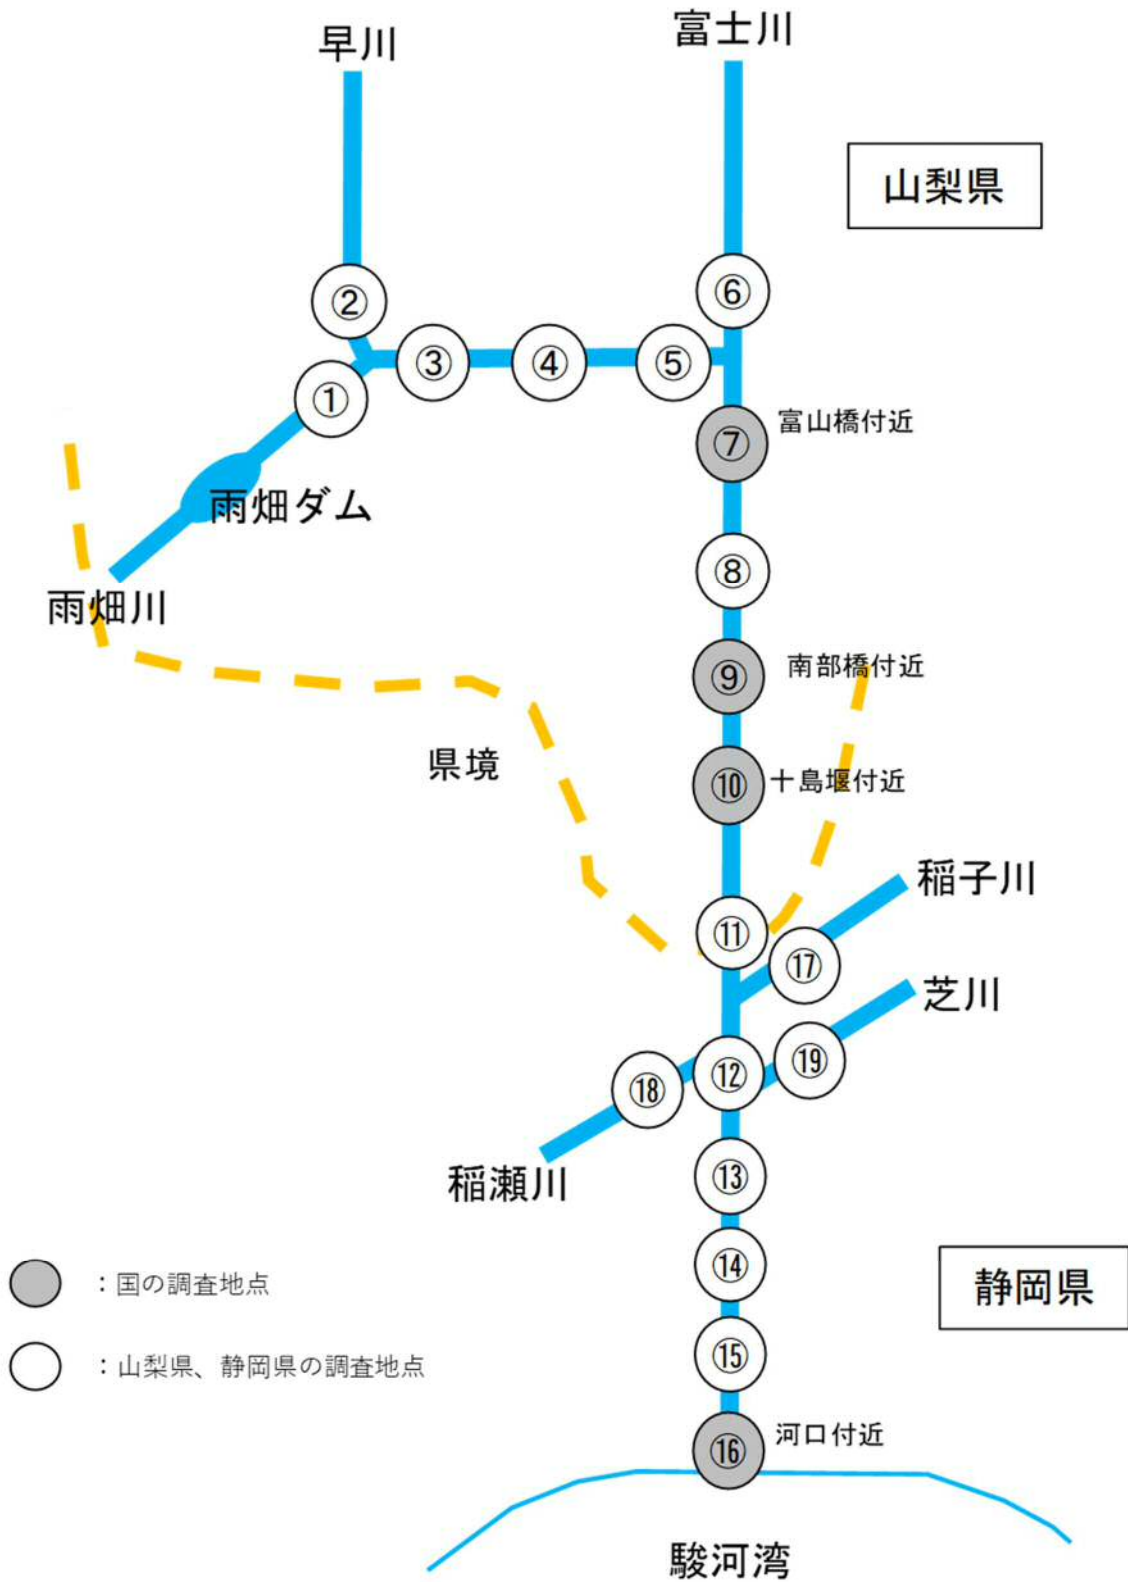 早川
富士川
山梨県
②
⑥
③
④
⑤
①
⑦
富山橋付近
雨畑ダム
⑧
雨畑川
⑨
南部橋付近
県境
⑩
十島堰付近
稲子川
⑪
⑰
芝川
⑫
⑲
⑱
稲瀬川
⑬
⑭
：国の調査地点
静岡県
⑮
：山梨県、静岡県の調査地点
⑯
河口付近
駿河湾